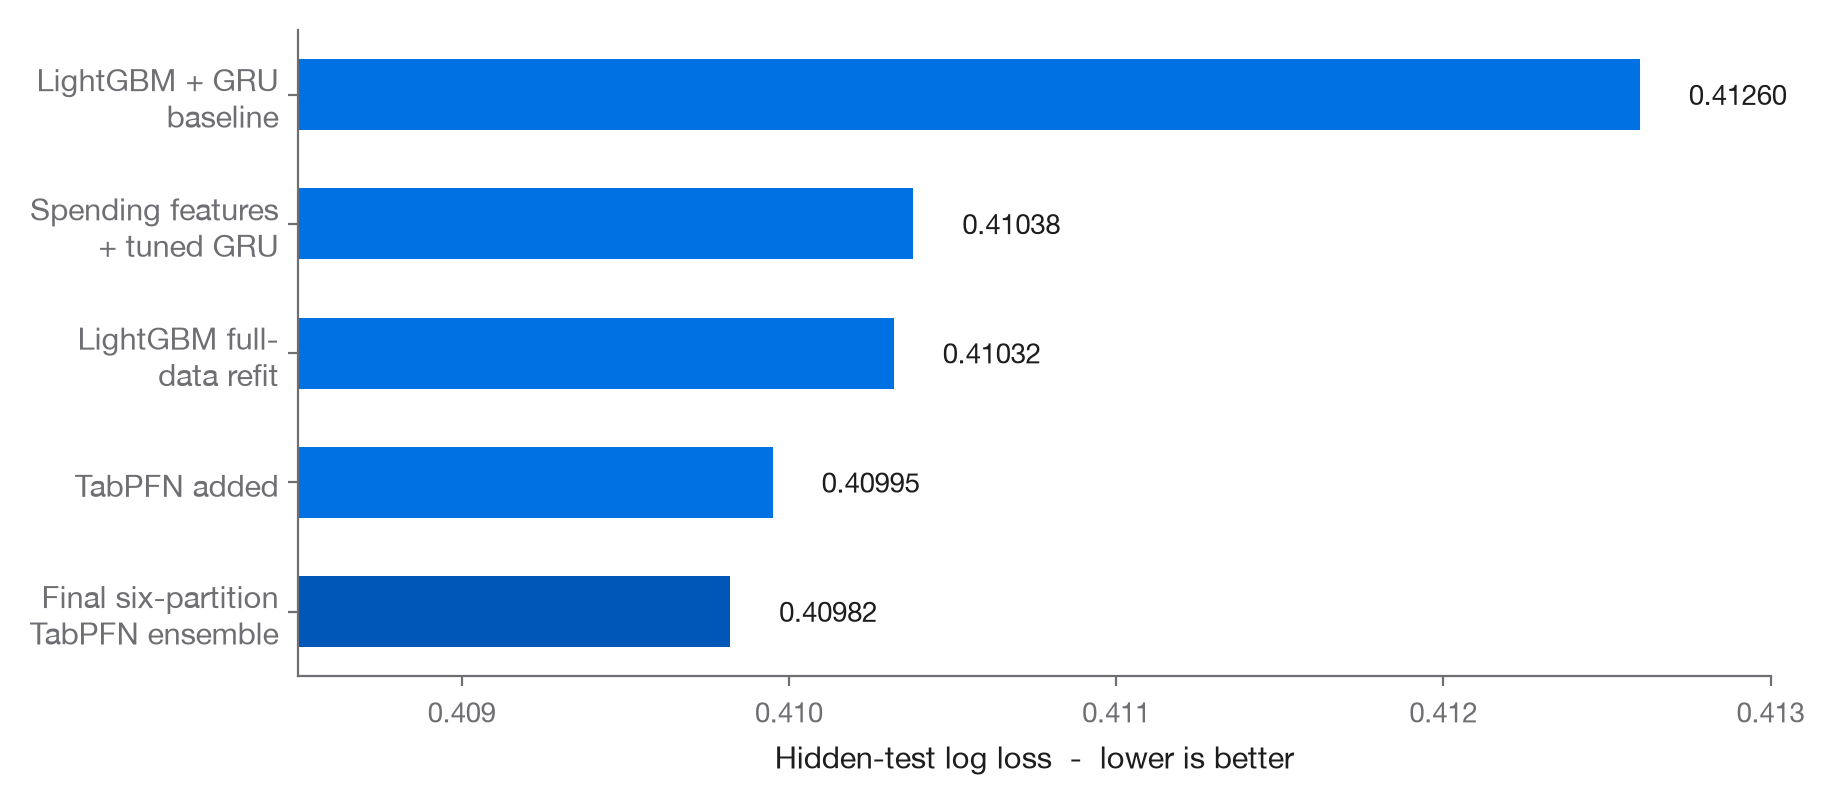 LightGBM + GRU
baseline
0.41260
Spending features
+ tuned GRU
0.41038
LightGBM full-
data refit
0.41032
TabPFN added
0.40995
Final six-partition
TabPFN ensemble
0.40982
0.409 0.410 0.411 0.412 0.413
Hidden-test log loss - lower is better